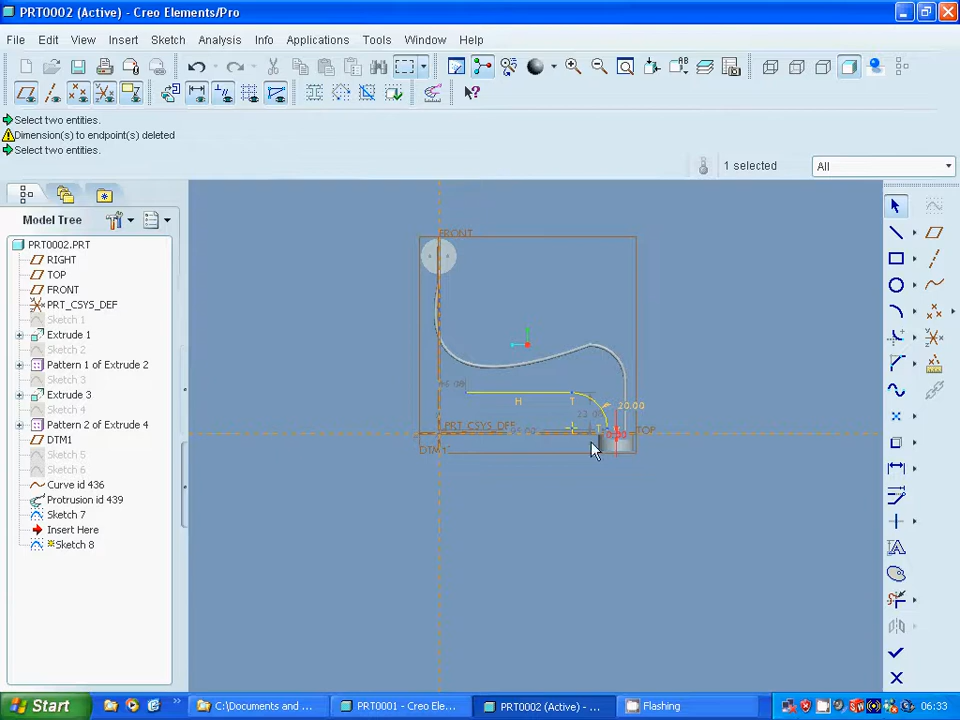 PRT0002 (Active) - Creo Elements/Pro
File Edit View Insert Sketch Analysis Info Applications Tools Window Help
Select two entities.
Dimension(s) to endpoint(s) deleted
Select two entities.
1 selected
All
Model Tree
PRT0002.PRT
RIGHT
TOP
FRONT
PRT_CSYS_DEF
Sketch 1
Extrude 1
Sketch 2
Pattern 1 of Extrude 2
Sketch 3
Extrude 3
Sketch 4
Pattern 2 of Extrude 4
DTM1
Sketch 5
Sketch 6
Curve id 436
Protrusion id 439
Sketch 7
Insert Here
Sketch 8
FRONT
H
T
20.00
PRT_CSYS_DEF
TOP
DTM1
Start
C:\Documents and ...
PRT0001 - Creo Ele...
PRT0002 (Active) - ...
Flashing
06:33